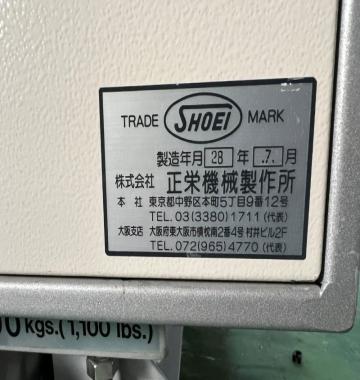 TRADE SHOEI MARK
製造年月 28 年 .7. 月
株式会社 正栄機械製作所
本社 東京都中野区本町5丁目9番12号
TEL. 03(3380)1711(代表)
大阪支店 大阪府東大阪市横枕南2番4号 村井ビル2F
TEL. 072(965)4770(代表)
0 kgs.(1,100 lbs.)